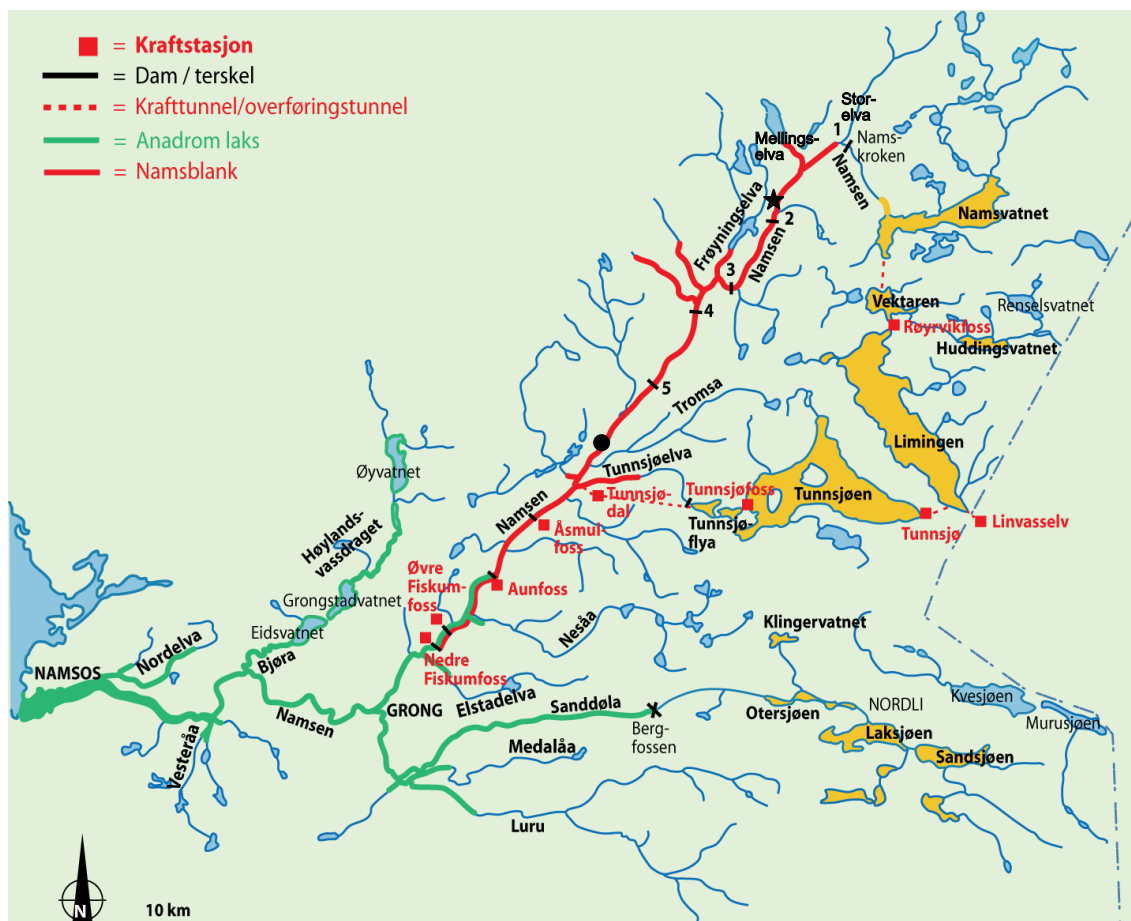 = Kraftstasjon
= Dam / terskel
= Krafttunnel/overføringstunnel
= Anadrom laks
= Namsblank
Stør-
elva
1
Mellings-
elva
Nams-
kroken
Namsen
Namsvatnet
Frøyningselva
2
Namsen
3
4
Vektaren
Renselsvatnet
Røyrvikfoss
Huddingsvatnet
5
Tromsa
Limingen
Øyvatnet
Tunnsjøelva
Tunnsjø-
dal
Tunnsjøfoss
Tunnsjøen
Namsen
Tunnsjø-
flya
Tunnsjø
Linvasselv
Åsmul-
foss
Høylands-
vassdraget
Øvre
Fiskum-
foss
Aunfoss
Grongstadvatnet
Nesåa
Klingervatnet
Eidsvatnet
Nordelva
Bjøra
Nedre
Fiskumfoss
NAMSOS
Elstadelva
Namsen
GRONG
Sanddøla
Otersjøen
NORDLI
Kvesjøen
Murusjøen
Berg-
fossen
Laksjøen
Vesteråa
Medalåa
Sandsjøen
Luru
N
10 km